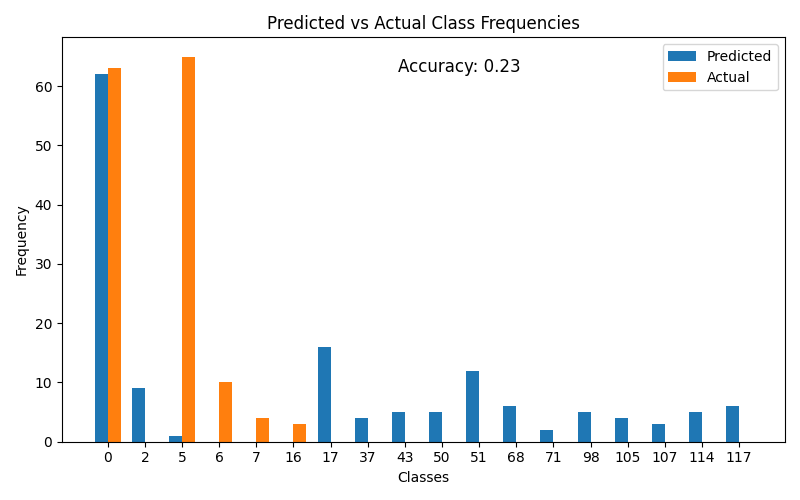 Predicted vs Actual Class Frequencies
Accuracy: 0.23
Predicted
Actual
Frequency
60
50
40
30
20
10
0
0 2 5 6 7 16 17 37 43 50 51 68 71 98 105 107 114 117
Classes